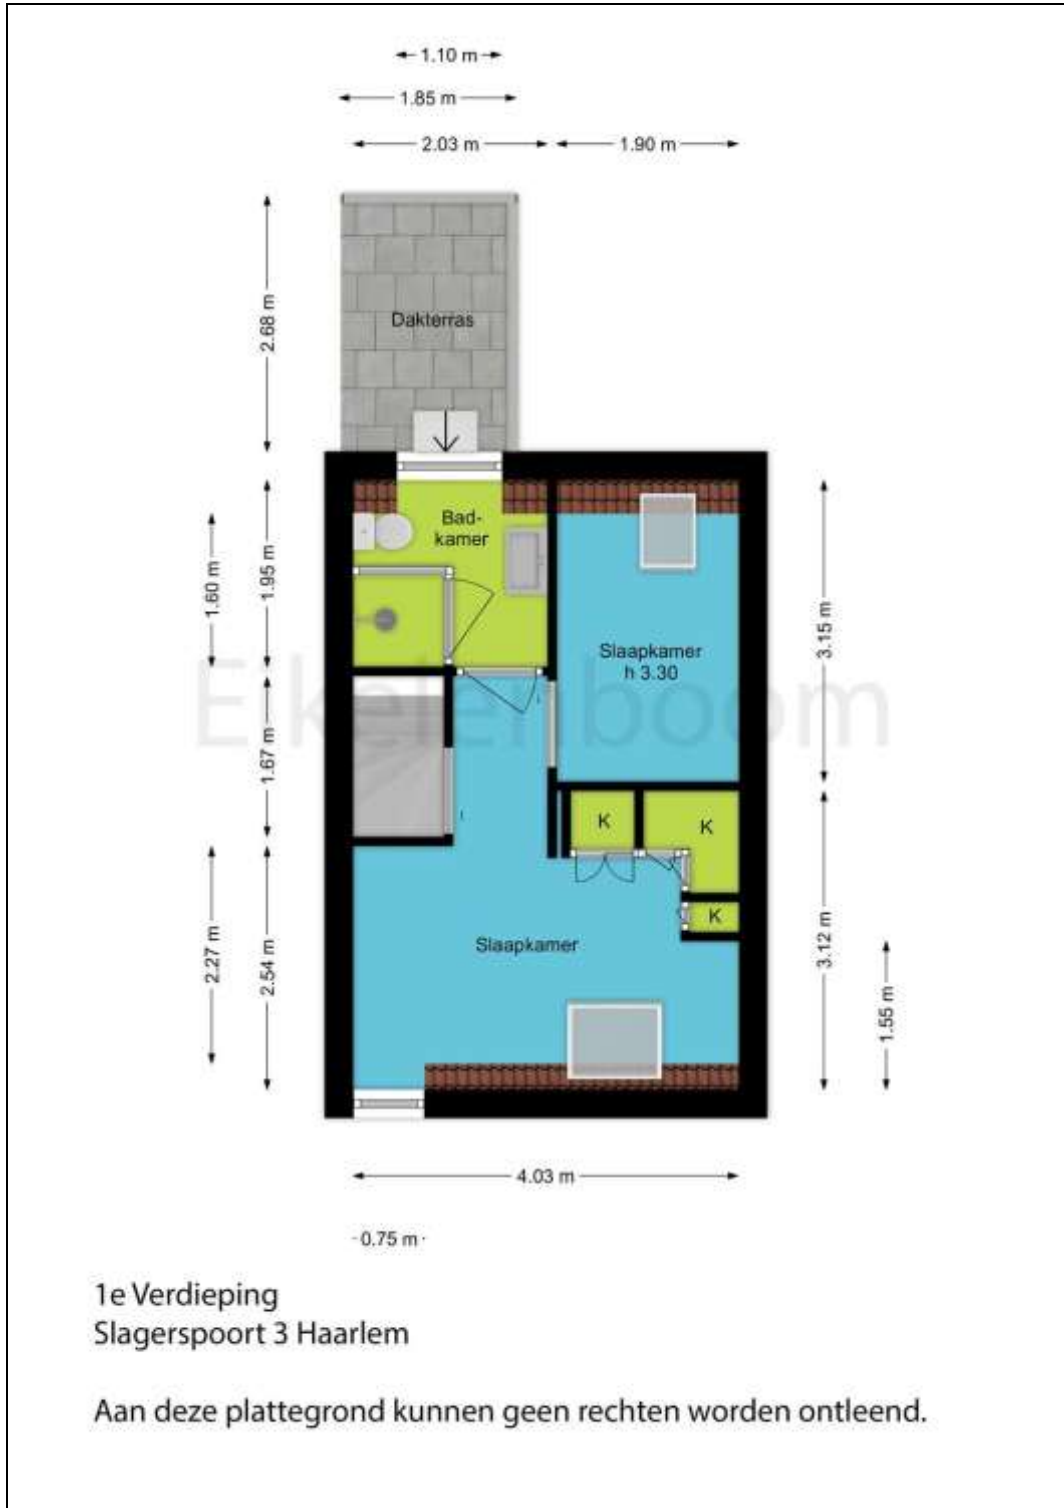 1.10 m
1.85 m
2.03 m
1.90 m
2.68 m
Dakterras
Bad-
kamer
1.60 m
1.95 m
3.15 m
Slaapkamer
h 3.30
Eikelenboom
1.67 m
K
K
K
2.27 m
2.54 m
Slaapkamer
3.12 m
1.55 m
4.03 m
0.75 m
1e Verdieping
Slagerspoort 3 Haarlem
Aan deze plattegrond kunnen geen rechten worden ontleend.